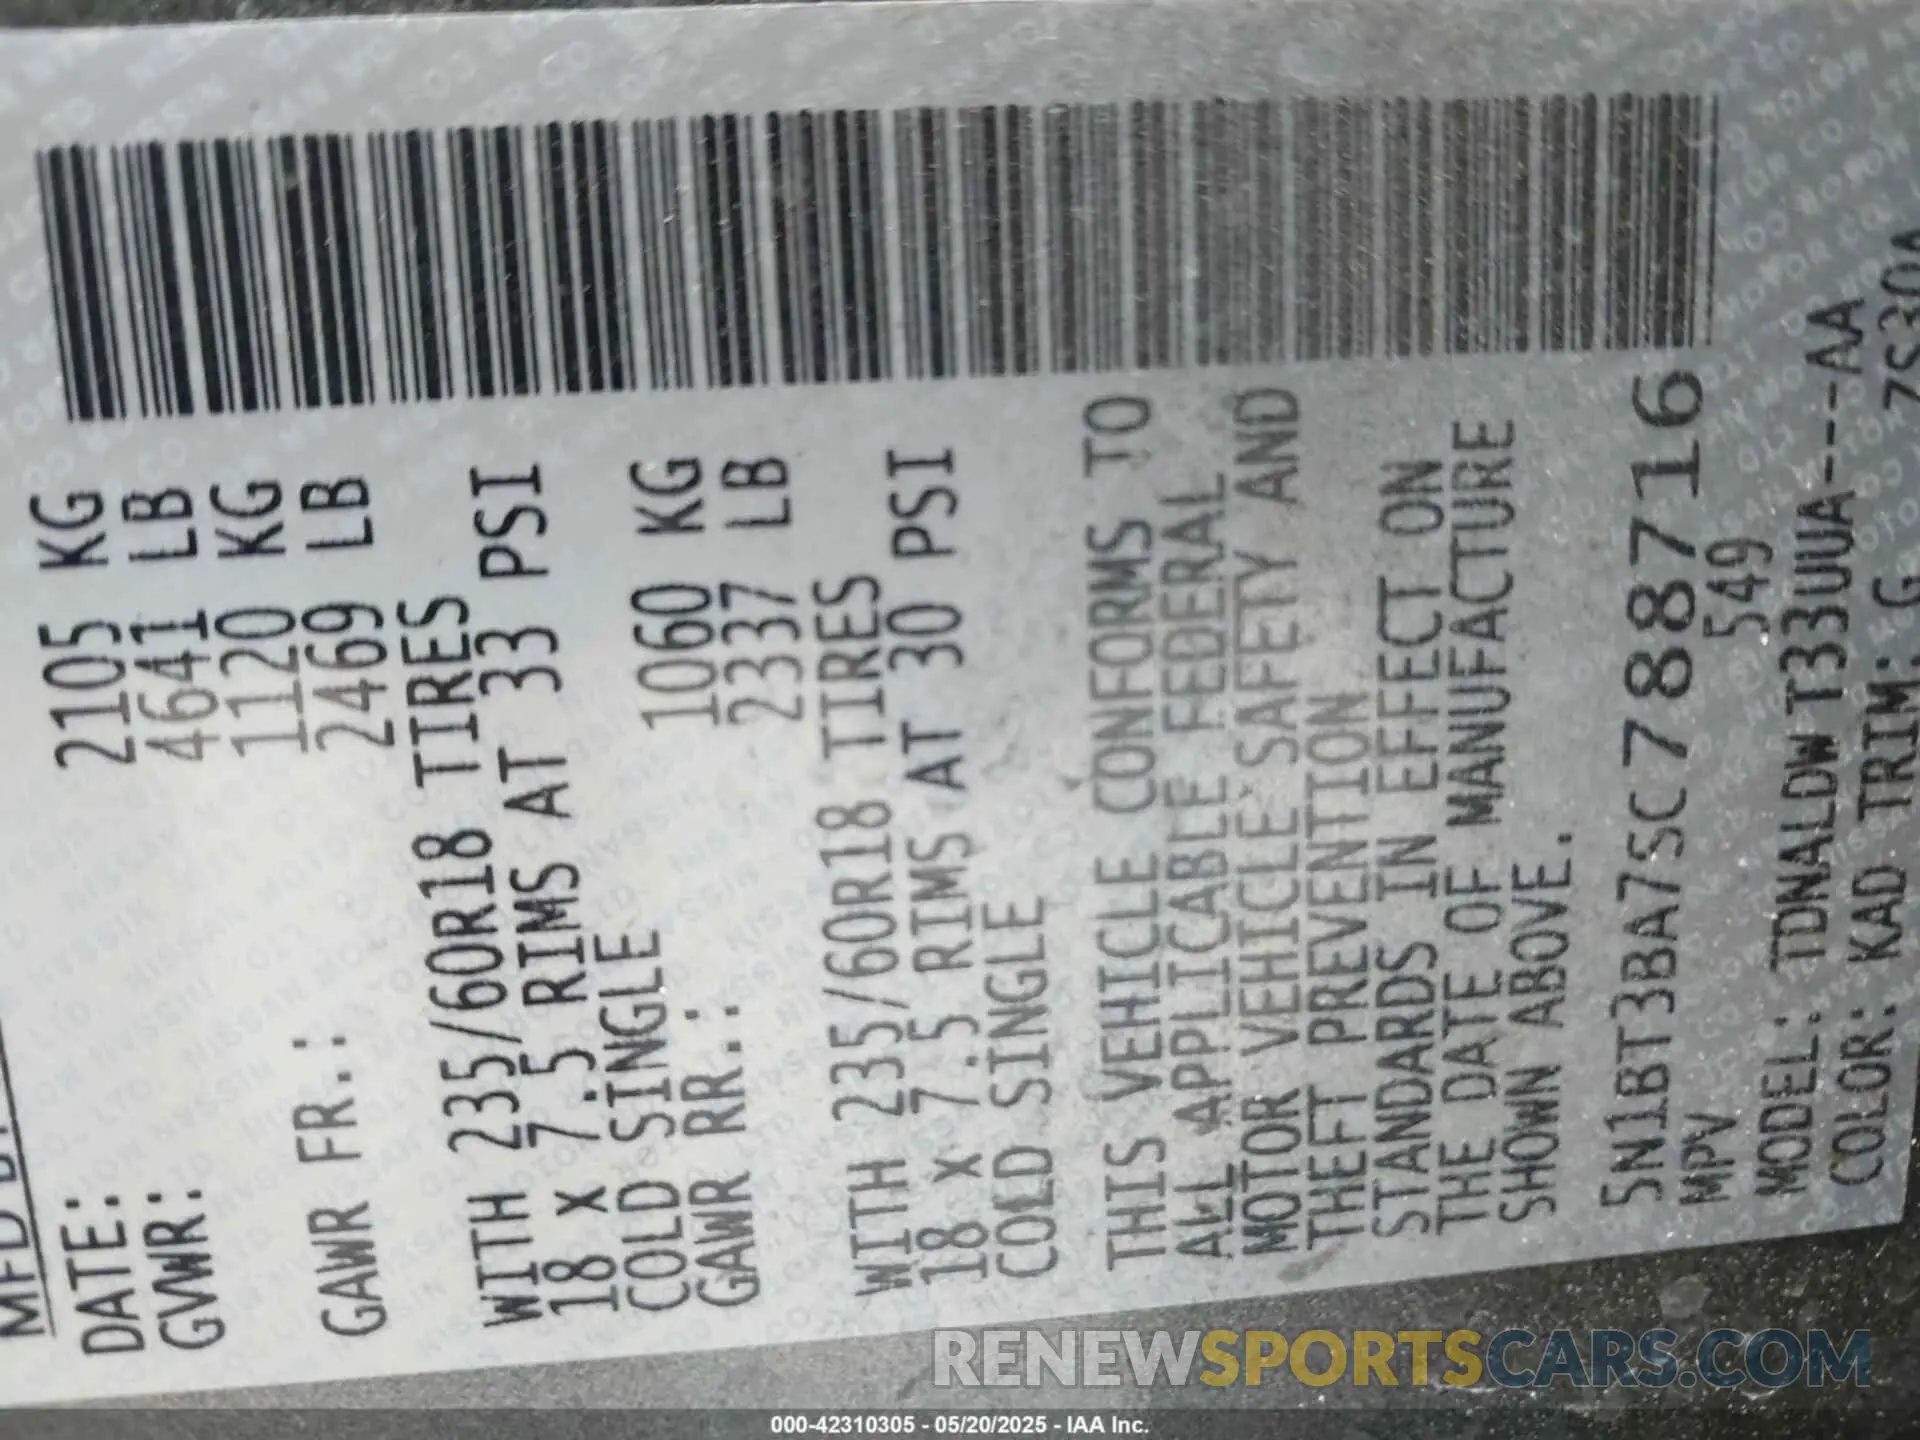 MFD BY
DATE:
GVWR: 2105 KG
4641 LB
GAWR FR.: 1120 KG
2469 LB
WITH 235/60R18 TIRES
18 x 7.5 RIMS AT 33 PSI
COLD SINGLE
GAWR RR.: 1060 KG
2337 LB
WITH 235/60R18 TIRES
18 x 7.5 RIMS AT 30 PSI
COLD SINGLE
THIS VEHICLE CONFORMS TO
ALL APPLICABLE FEDERAL
MOTOR VEHICLE SAFETY AND
THEFT PREVENTION
STANDARDS IN EFFECT ON
THE DATE OF MANUFACTURE
SHOWN ABOVE.
5N1BT3BA7SC788716
MPV 549
MODEL: TDNALDWT33UUA---AA
COLOR: KAD TRIM: G ZS30A
RENEWSPORTSCARS.COM
000-42310305 - 05/20/2025 - IAA Inc.